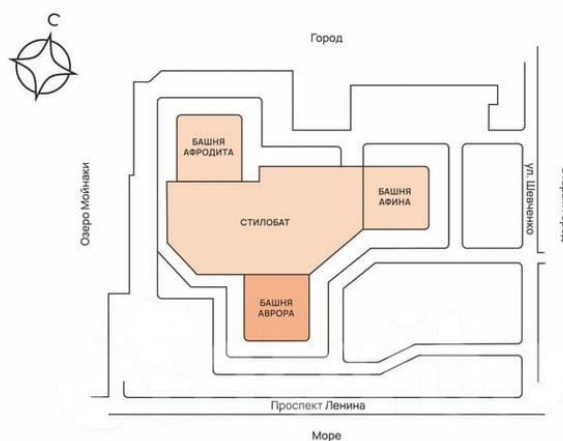 С
Город
БАШНЯ
АФРОДИТА
БАШНЯ
АФИНА
СТИЛОБАТ
БАШНЯ
АВРОРА
Озеро Мойнаки
ул. Шевченко
Проспект Ленина
Море